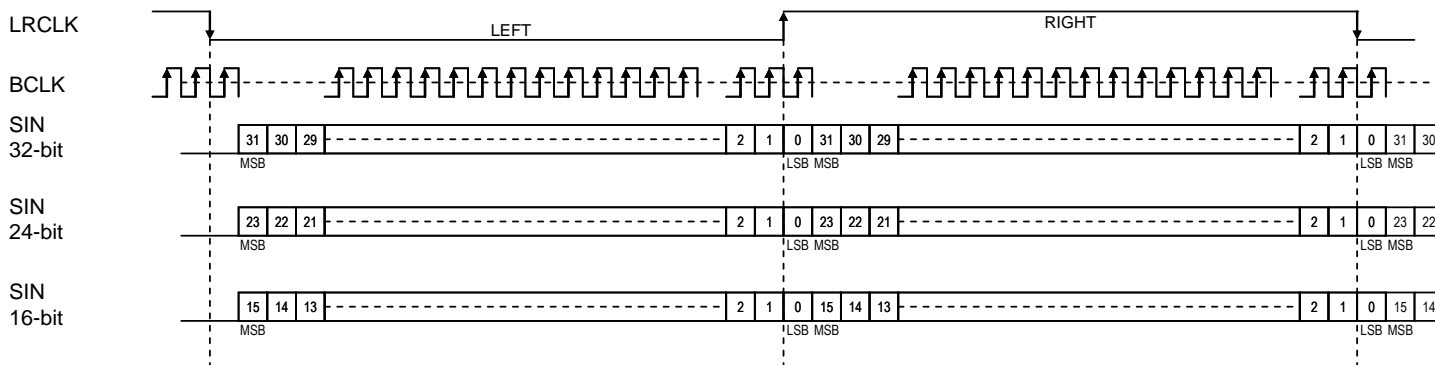 LRCLK
LEFT
RIGHT
BCLK
SIN
32-bit
31 30 29 2 1 0 31 30 29 2 1 0 31 30
MSB LSB MSB LSB MSB
SIN
24-bit
23 22 21 2 1 0 23 22 21 2 1 0 23 22
MSB LSB MSB LSB MSB
SIN
16-bit
15 14 13 2 1 0 15 14 13 2 1 0 15 14
MSB LSB MSB LSB MSB